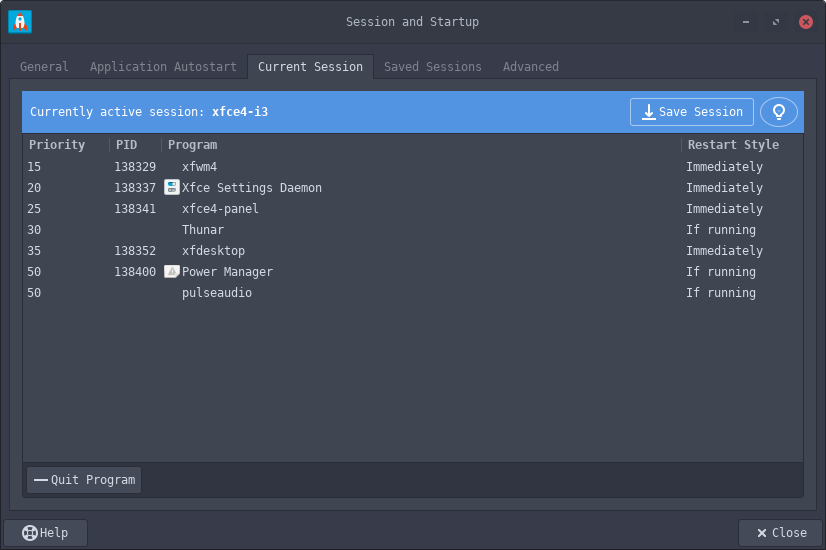 Session and Startup
General Application Autostart Current Session Saved Sessions Advanced
Currently active session: xfce4-i3 Save Session
Priority PID Program Restart Style
15 138329 xfwm4 Immediately
20 138337 Xfce Settings Daemon Immediately
25 138341 xfce4-panel Immediately
30 Thunar If running
35 138352 xfdesktop Immediately
50 138400 Power Manager If running
50 pulseaudio If running
Quit Program
Help Close